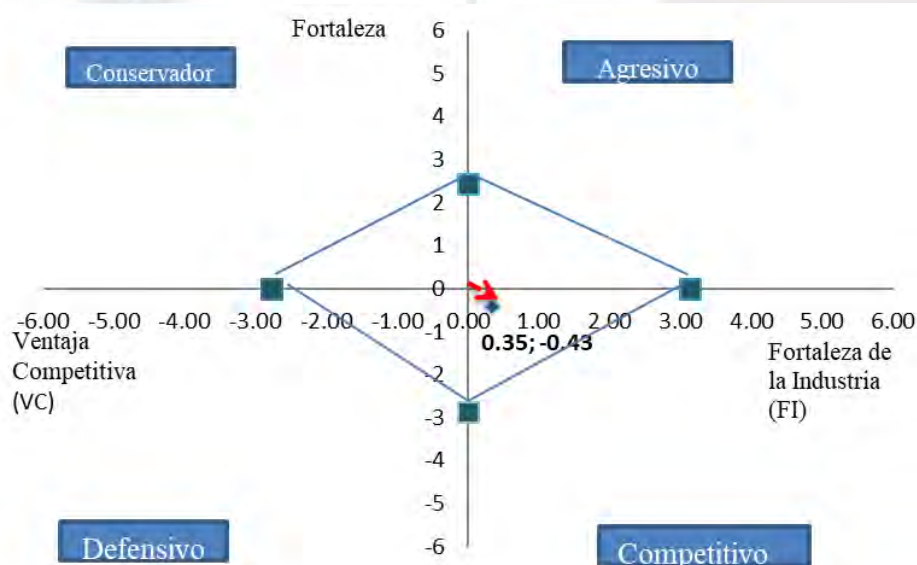 Fortaleza
6
Conservador
Agresivo
5
4
3
2
1
0
-6.00 -5.00 -4.00 -3.00 -2.00 -1.00 0.00 1.00 2.00 3.00 4.00 5.00 6.00
-1
Ventaja
Competitiva
(VC)
0.35; -0.43
Fortaleza de
la Industria
(FI)
-2
-3
-4
-5
-6
Defensivo
Competitivo